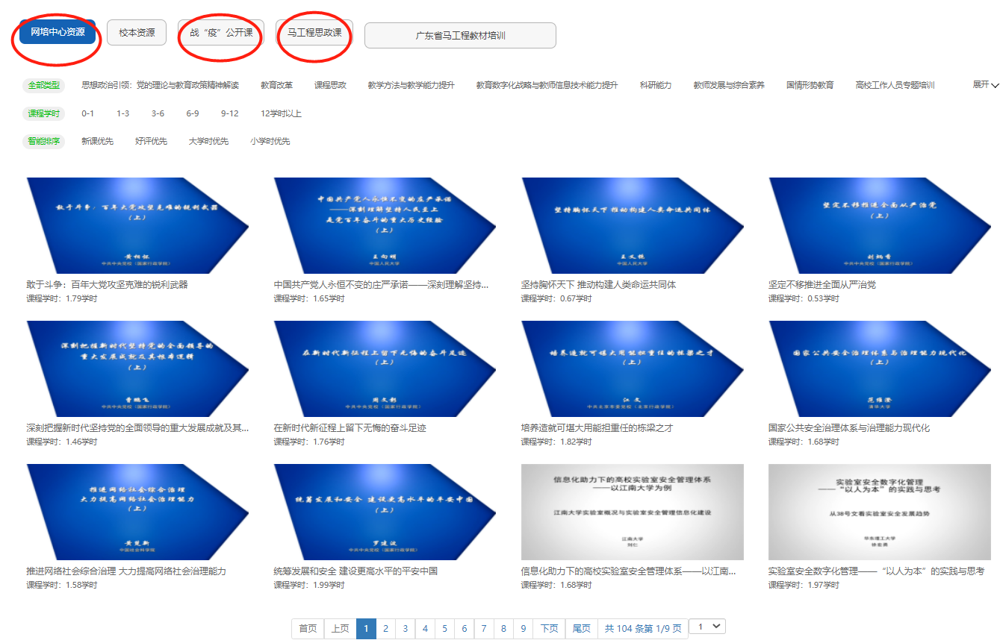 网培中心资源 校本资源 战“疫”公开课 马工程思政课 广东省马工程教材培训
全部类型 思想政治引领：党的理论与教育政策精神解读 教育改革 课程思政 教学方法与教学能力提升 教育数字化战略与教师信息技术能力提升 科研能力 教师发展与综合素养 国情形势教育 高校工作人员专题培训 展开
课程学时 0-1 1-3 3-6 6-9 9-12 12学时以上
智能排序 新课优先 好评优先 大学时优先 小学时优先
敢于斗争：百年大党攻坚克难的锐利武器
（上）
黄相怀
中共中央党校（国家行政学院）
中国共产党人永恒不变的庄严承诺
——深刻理解坚持人民至上
是党百年奋斗的重大历史经验
（上）
王向明
中国人民大学
坚持胸怀天下 推动构建人类命运共同体
王义桅
中国人民大学
坚定不移推进全面从严治党
（上）
刘炳香
中共中央党校（国家行政学院）
敢于斗争：百年大党攻坚克难的锐利武器
课程学时：1.79学时
中国共产党人永恒不变的庄严承诺——深刻理解坚持...
课程学时：1.65学时
坚持胸怀天下 推动构建人类命运共同体
课程学时：0.67学时
坚定不移推进全面从严治党
课程学时：0.53学时
深刻把握新时代坚持党的全面领导的
重大发展成就及其根本逻辑
（上）
曹鹏飞
中共中央党校（国家行政学院）
在新时代新征程上留下无悔的奋斗足迹
（上）
周文彰
中共中央党校（国家行政学院）
培养造就可堪大用能担重任的栋梁之才
（上）
江文
中共北京市委党校（北京行政学院）
国家公共安全治理体系与治理能力现代化
（上）
范维澄
清华大学
深刻把握新时代坚持党的全面领导的重大发展成就及其...
课程学时：1.46学时
在新时代新征程上留下无悔的奋斗足迹
课程学时：1.76学时
培养造就可堪大用能担重任的栋梁之才
课程学时：1.82学时
国家公共安全治理体系与治理能力现代化
课程学时：1.68学时
推进网络社会综合治理
大力提高网络社会治理能力
（上）
黄楚新
中国社会科学院
统筹发展和安全 建设更高水平的平安中国
（上）
罗建波
中共中央党校（国家行政学院）
信息化助力下的高校实验室安全管理体系
——以江南大学为例
江南大学实验室概况与实验室安全管理信息化建设
江南大学
实验室安全数字化管理
——“以人为本”的实践与思考
从38号文看实验室安全发展趋势
华东理工大学
推进网络社会综合治理 大力提高网络社会治理能力
课程学时：1.58学时
统筹发展和安全 建设更高水平的平安中国
课程学时：1.99学时
信息化助力下的高校实验室安全管理体系——以江南...
课程学时：1.68学时
实验室安全数字化管理——“以人为本”的实践与思考
课程学时：1.97学时
首页 上页 1 2 3 4 5 6 7 8 9 下页 尾页 共 104 条第 1/9 页 1